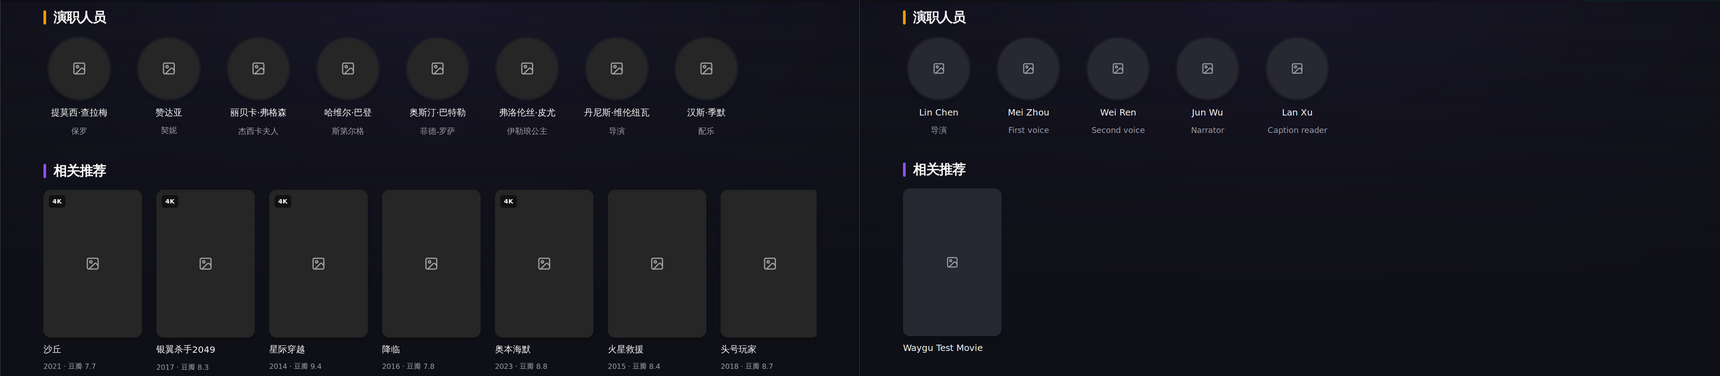 演职人员
提莫西·查拉梅
赞达亚
丽贝卡·弗格森
哈维尔·巴登
奥斯汀·巴特勒
弗洛伦丝·皮尤
丹尼斯·维伦纽瓦
汉斯·季默
保罗
契妮
杰西卡夫人
斯第尔格
菲德-罗萨
伊勒琅公主
导演
配乐
相关推荐
4K
4K
4K
4K
沙丘
银翼杀手2049
星际穿越
降临
奥本海默
火星救援
头号玩家
2021 · 豆瓣 7.7
2017 · 豆瓣 8.3
2014 · 豆瓣 9.4
2016 · 豆瓣 7.8
2023 · 豆瓣 8.8
2015 · 豆瓣 8.4
2018 · 豆瓣 8.7
演职人员
Lin Chen
Mei Zhou
Wei Ren
Jun Wu
Lan Xu
导演
First voice
Second voice
Narrator
Caption reader
相关推荐
Waygu Test Movie